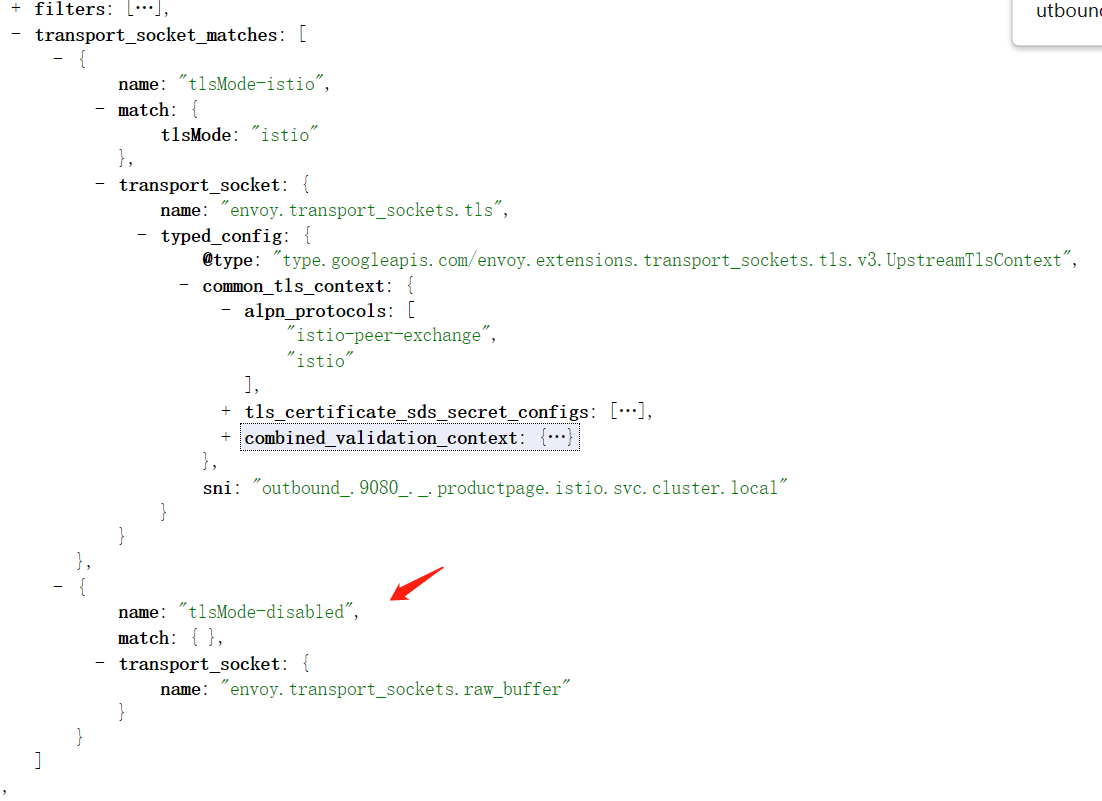 + filters: […],
utbound
- transport_socket_matches: [
- {
name: "tlsMode-istio",
- match: {
tlsMode: "istio"
},
- transport_socket: {
name: "envoy.transport_sockets.tls",
- typed_config: {
@type: "type.googleapis.com/envoy.extensions.transport_sockets.tls.v3.UpstreamTlsContext",
- common_tls_context: {
- alpn_protocols: [
"istio-peer-exchange",
"istio"
],
+ tls_certificate_sds_secret_configs: […],
+ combined_validation_context: {…}
},
sni: "outbound_.9080_._.productpage.istio.svc.cluster.local"
}
}
},
- {
name: "tlsMode-disabled",
match: { },
- transport_socket: {
name: "envoy.transport_sockets.raw_buffer"
}
}
]
,